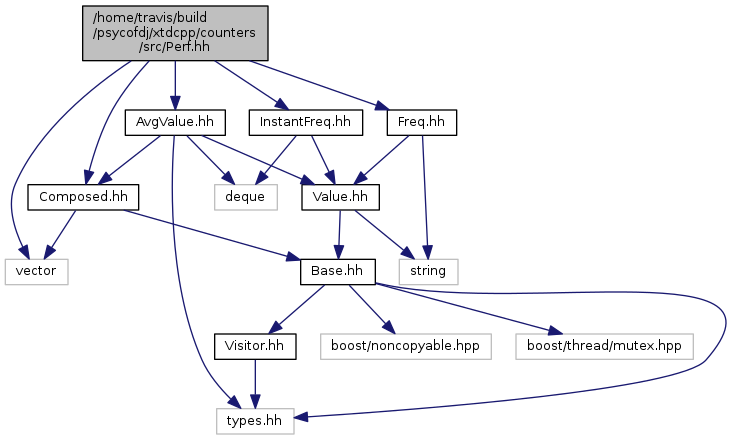 /home/travis/build
/psycofdj/xtdcpp/counters
/src/Perf.hh
AvgValue.hh
InstantFreq.hh
Freq.hh
Composed.hh
deque
Value.hh
vector
Base.hh
string
Visitor.hh
boost/noncopyable.hpp
boost/thread/mutex.hpp
types.hh